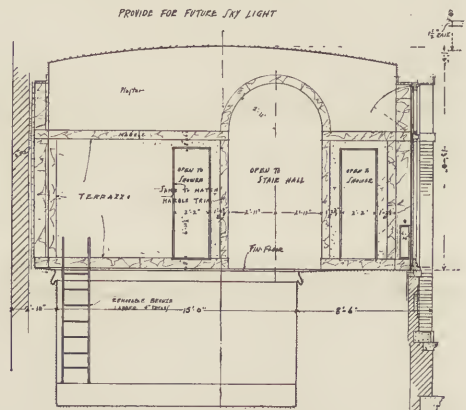 PROVIDE FOR FUTURE SKY LIGHT
Plaster
MARBLE
2'-4"
OPEN TO
SHOWER
SAME TO MATCH
MARBLE TRIM
TERRAZZO
OPEN TO
STAIR HALL
OPEN TO
SHOWER
2'-2"
2'-11"
2'-2"
FIN. FLOOR
REMOVABLE BRONZE
LADDER
2'-10"
15'-0"
8'-6"